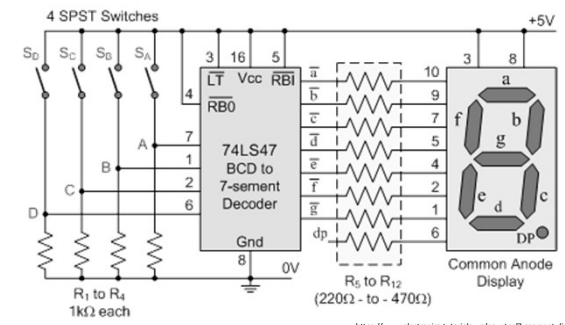 4 SPST Switches
+5V
SD SC SB SA
3 16 5 3 8
LT Vcc RBI
4 RB0
a 10 a
b 9
c 7 f b
d 5
e 4 g
f 2
g 1 e c
dp 6 d DP
A 7
B 1
C 2
D 6
74LS47
BCD to
7-sement
Decoder
Gnd
8
0V
R1 to R4
1kΩ each
R5 to R12
(220Ω - to - 470Ω)
Common Anode
Display